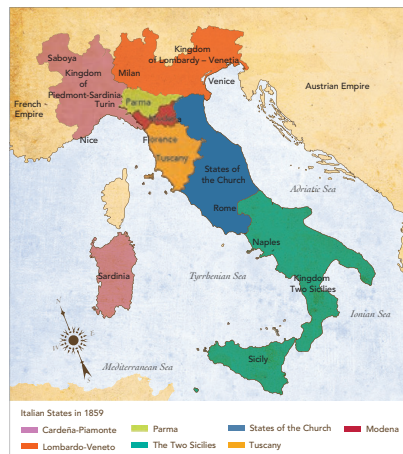 Saboya
Kingdom
of Lombardy – Venetia
Kingdom
of
Piedmont-Sardinia
Turin
Milan
Venice
Austrian Empire
French -
Empire
Parma
Modena
Nice
Florence
Tuscany
States of
the Church
Adriatic Sea
Rome
Naples
Sardinia
Tyrrhenian Sea
Kingdom
Two Sicilies
Ionian Sea
N
E
Mediterranean Sea
Sicily
Italian States in 1859
Cardeña-Piamonte
Parma
States of the Church
Modena
Lombardo-Veneto
The Two Sicilies
Tuscany